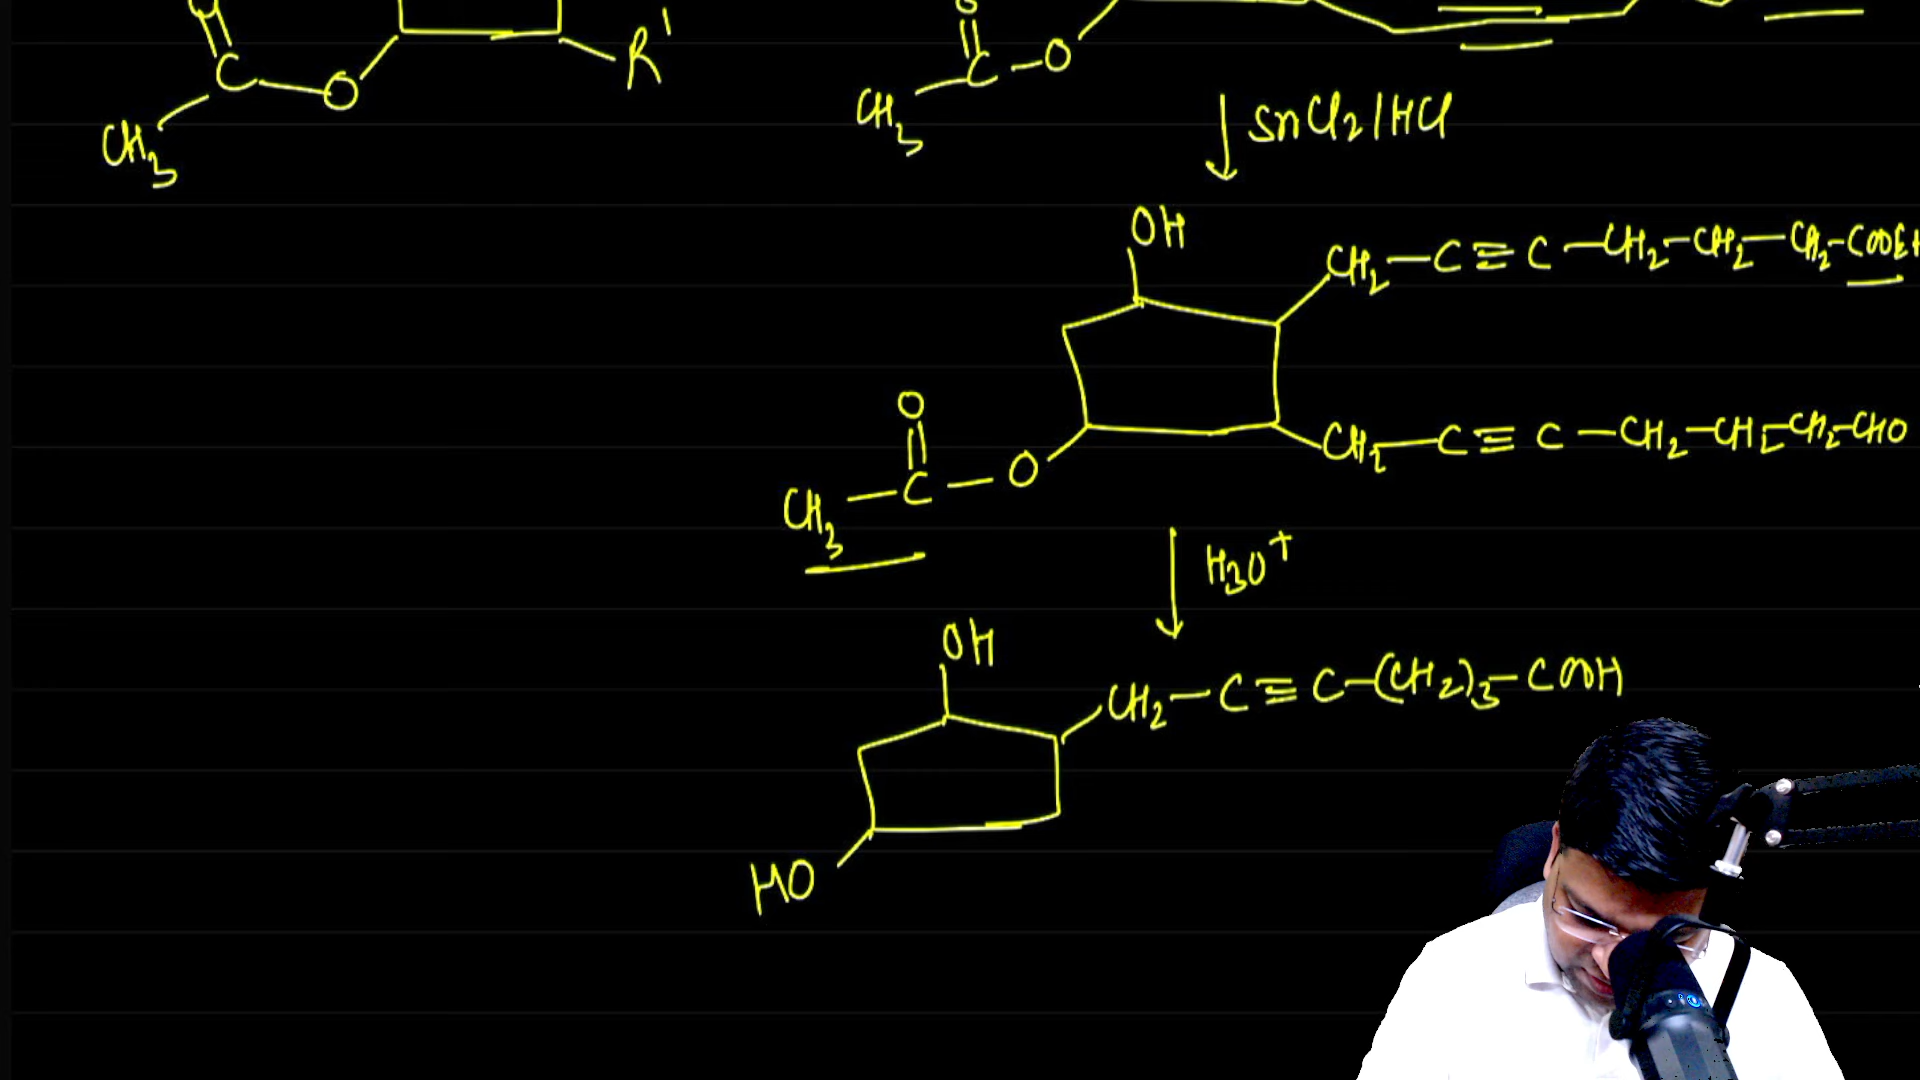 O
C O R'
CH3
O
CH3 C - O
SnCl2/HCl
OH
CH2 - C ≡ C - CH2 - CH2 - CH2 - COOEt
O
CH3 - C - O
CH2 - C ≡ C - CH2 - CH2 - CH2 - CHO
H3O+
OH
CH2 - C ≡ C - (CH2)3 - COOH
HO